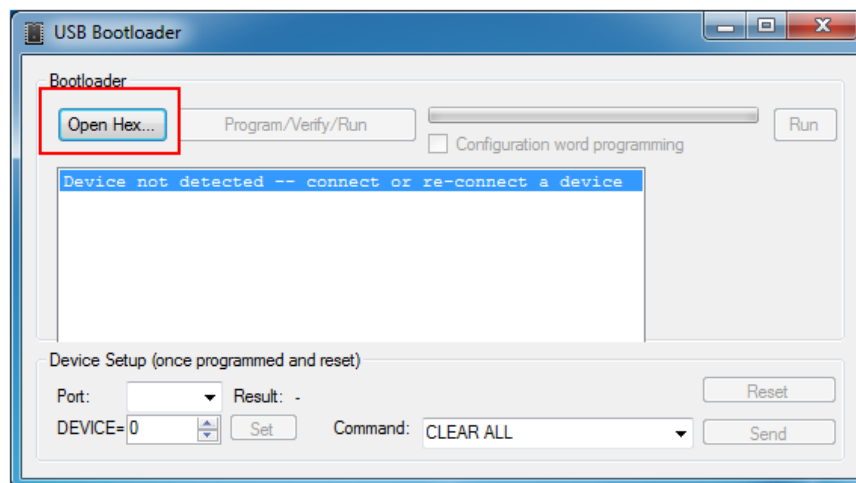 USB Bootloader
Bootloader
Open Hex...
Program/Verify/Run
Run
Configuration word programming
Device not detected -- connect or re-connect a device
Device Setup (once programmed and reset)
Port:
Result: -
Reset
DEVICE= 0
Set
Command:
CLEAR ALL
Send